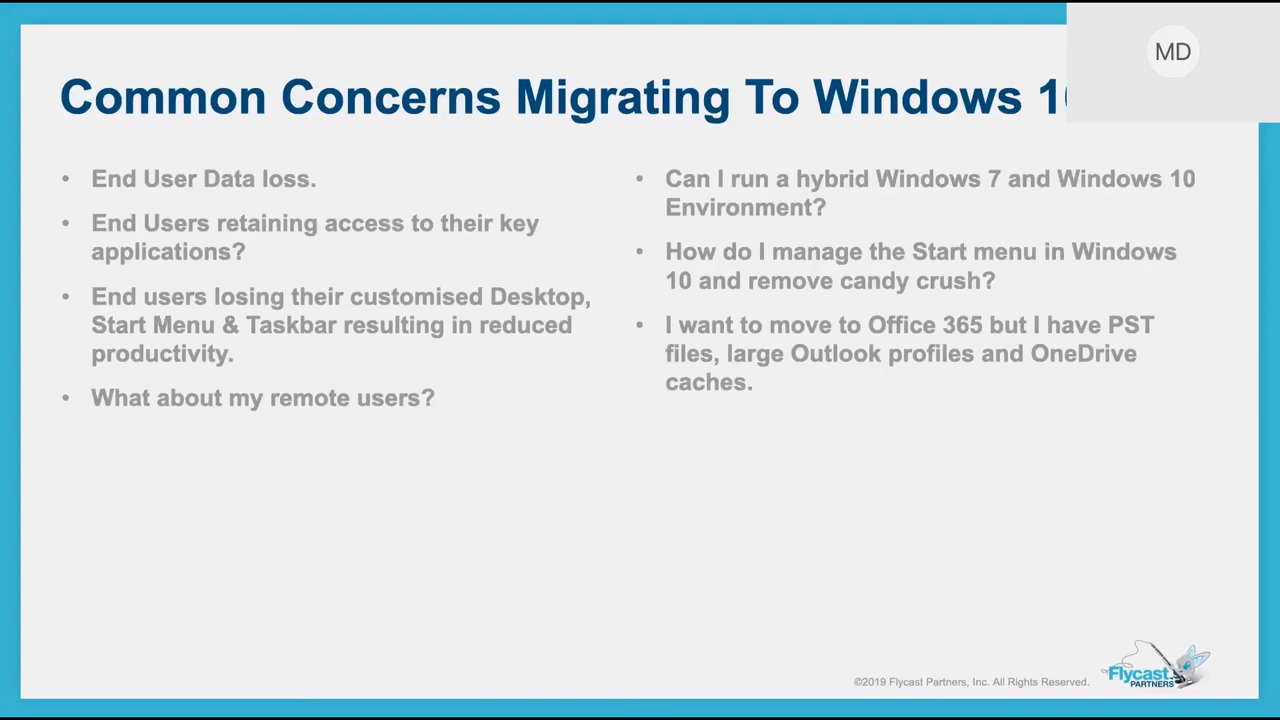 MD
Common Concerns Migrating To Windows 10
• End User Data loss.
• End Users retaining access to their key
applications?
• End users losing their customised Desktop,
Start Menu & Taskbar resulting in reduced
productivity.
• What about my remote users?
• Can I run a hybrid Windows 7 and Windows 10
Environment?
• How do I manage the Start menu in Windows
10 and remove candy crush?
• I want to move to Office 365 but I have PST
files, large Outlook profiles and OneDrive
caches.
©2019 Flycast Partners, Inc. All Rights Reserved.
Flycast
PARTNERS